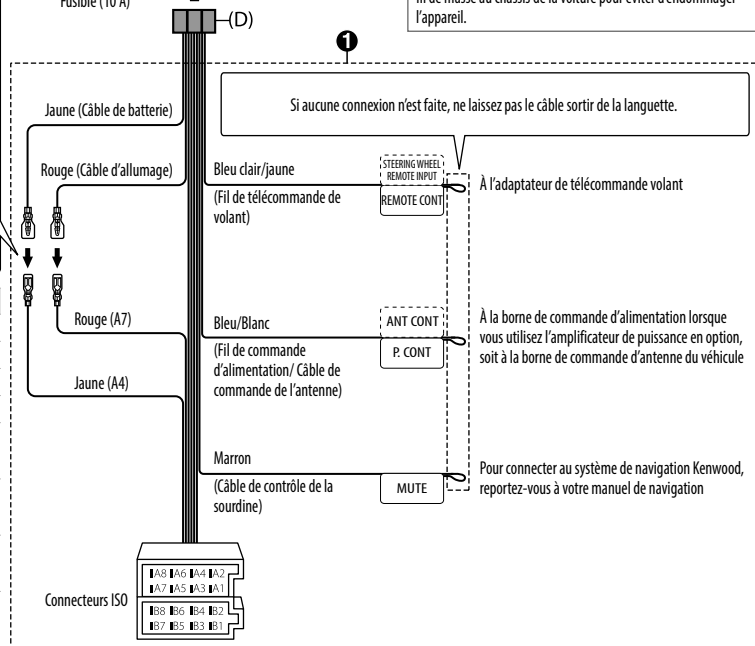 Fusible (10 A)
fil de masse au châssis de la voiture pour éviter d'endommager
l'appareil.
(D)
1
Si aucune connexion n'est faite, ne laissez pas le câble sortir de la languette.
Jaune (Câble de batterie)
Rouge (Câble d'allumage)
Bleu clair/jaune
(Fil de télécommande de
volant)
STEERING WHEEL
REMOTE INPUT
REMOTE CONT
À l'adaptateur de télécommande volant
Rouge (A7)
Jaune (A4)
Bleu/Blanc
(Fil de commande
d'alimentation/ Câble de
commande de l'antenne)
ANT CONT
P. CONT
À la borne de commande d'alimentation lorsque
vous utilisez l'amplificateur de puissance en option,
soit à la borne de commande d'antenne du véhicule
Marron
(Câble de contrôle de la
sourdine)
MUTE
Pour connecter au système de navigation Kenwood,
reportez-vous à votre manuel de navigation
Connecteurs ISO
A8 A6 A4 A2
A7 A5 A3 A1
B8 B6 B4 B2
B7 B5 B3 B1